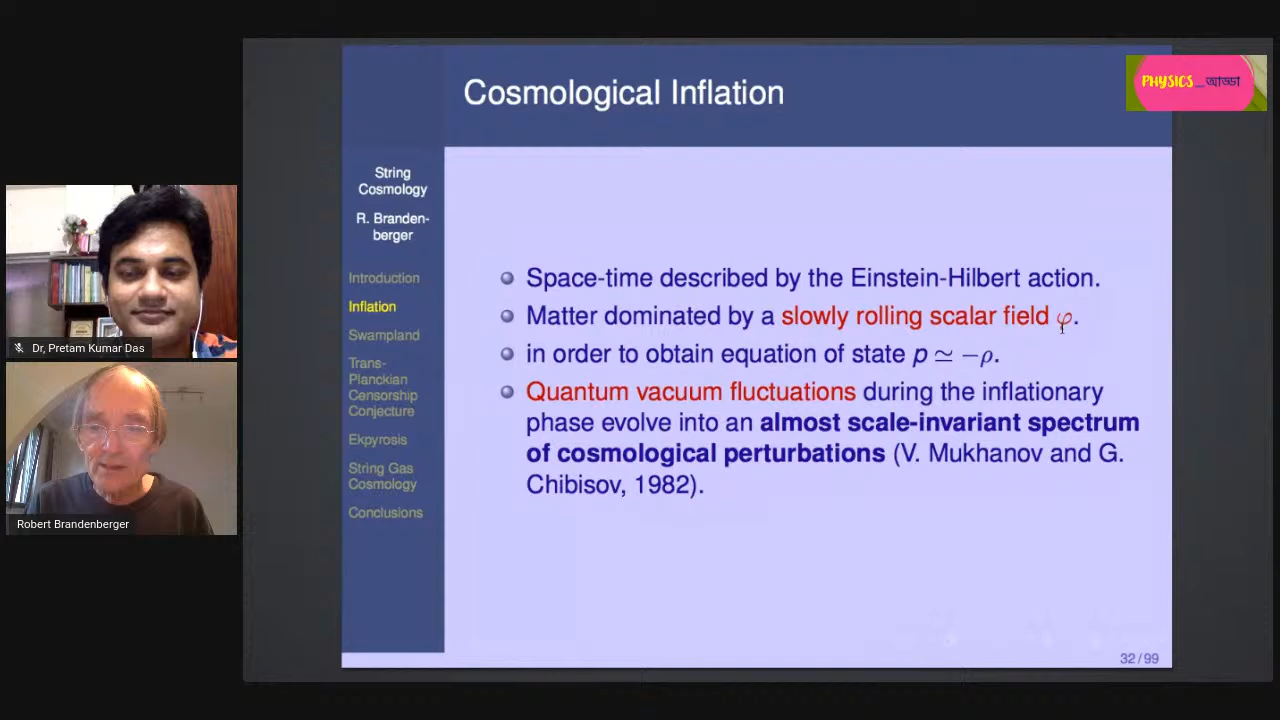 Cosmological Inflation
PHYSICS_আড্ডা
String
Cosmology
R. Branden-
berger
Introduction
Inflation
Swampland
Trans-
Planckian
Censorship
Conjecture
Ekpyrosis
String Gas
Cosmology
Conclusions
Space-time described by the Einstein-Hilbert action.
Matter dominated by a slowly rolling scalar field φ.
in order to obtain equation of state p ≃ −ρ.
Quantum vacuum fluctuations during the inflationary
phase evolve into an almost scale-invariant spectrum
of cosmological perturbations (V. Mukhanov and G.
Chibisov, 1982).
32/99
Dr, Pretam Kumar Das
Robert Brandenberger